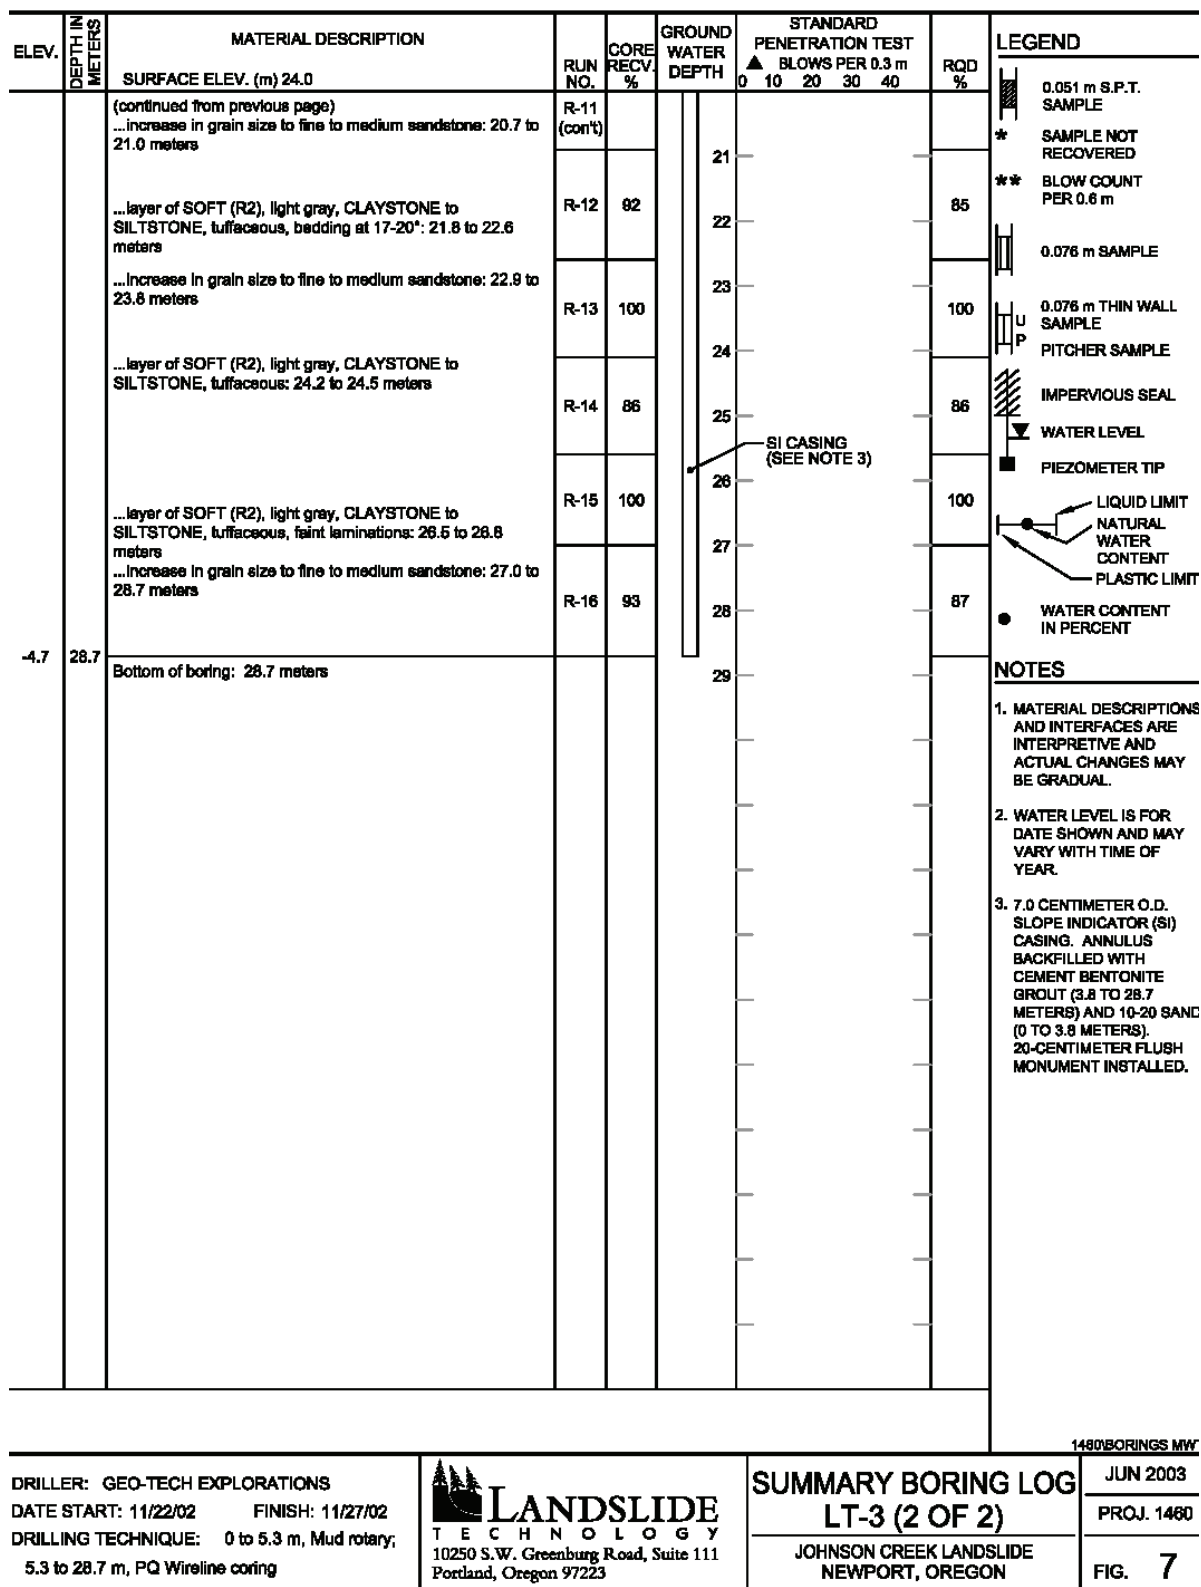 ELEV.
DEPTH IN
METERS
MATERIAL DESCRIPTION
SURFACE ELEV. (m) 24.0
RUN
NO.
CORE
RECV.
%
GROUND
WATER
DEPTH
STANDARD
PENETRATION TEST
▲ BLOWS PER 0.3 m
0 10 20 30 40
RQD
%
(continued from previous page)
...increase in grain size to fine to medium sandstone: 20.7 to
21.0 meters
R-11
(con't)
21
...layer of SOFT (R2), light gray, CLAYSTONE to
SILTSTONE, tuffaceous, bedding at 17-20°: 21.8 to 22.6
meters
R-12 92 85
22
...increase in grain size to fine to medium sandstone: 22.9 to
23.8 meters
23
R-13 100 100
24
...layer of SOFT (R2), light gray, CLAYSTONE to
SILTSTONE, tuffaceous: 24.2 to 24.5 meters
R-14 86 86
25
SI CASING
(SEE NOTE 3)
26
R-15 100 100
...layer of SOFT (R2), light gray, CLAYSTONE to
SILTSTONE, tuffaceous, faint laminations: 26.5 to 26.8
meters
27
...increase in grain size to fine to medium sandstone: 27.0 to
28.7 meters
R-16 93 87
28
-4.7 28.7
Bottom of boring: 28.7 meters
29
LEGEND
0.051 m S.P.T.
SAMPLE
* SAMPLE NOT
RECOVERED
** BLOW COUNT
PER 0.6 m
0.076 m SAMPLE
U
P
0.076 m THIN WALL
SAMPLE
PITCHER SAMPLE
IMPERVIOUS SEAL
WATER LEVEL
PIEZOMETER TIP
LIQUID LIMIT
NATURAL
WATER
CONTENT
PLASTIC LIMIT
WATER CONTENT
IN PERCENT
NOTES
1. MATERIAL DESCRIPTIONS
AND INTERFACES ARE
INTERPRETIVE AND
ACTUAL CHANGES MAY
BE GRADUAL.
2. WATER LEVEL IS FOR
DATE SHOWN AND MAY
VARY WITH TIME OF
YEAR.
3. 7.0 CENTIMETER O.D.
SLOPE INDICATOR (SI)
CASING. ANNULUS
BACKFILLED WITH
CEMENT BENTONITE
GROUT (3.8 TO 28.7
METERS) AND 10-20 SAND
(0 TO 3.8 METERS).
20-CENTIMETER FLUSH
MONUMENT INSTALLED.
1460\BORINGS MWT
DRILLER: GEO-TECH EXPLORATIONS
DATE START: 11/22/02 FINISH: 11/27/02
DRILLING TECHNIQUE: 0 to 5.3 m, Mud rotary;
5.3 to 28.7 m, PQ Wireline coring
LANDSLIDE
TECHNOLOGY
10250 S.W. Greenburg Road, Suite 111
Portland, Oregon 97223
SUMMARY BORING LOG
LT-3 (2 OF 2)
JOHNSON CREEK LANDSLIDE
NEWPORT, OREGON
JUN 2003
PROJ. 1460
FIG. 7